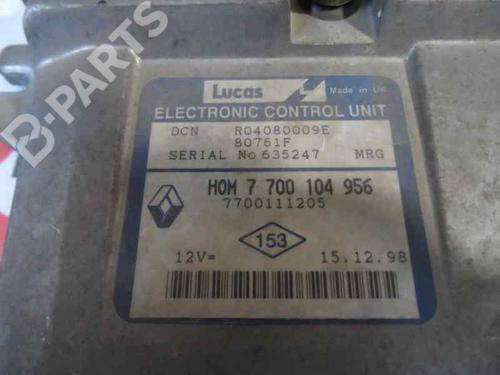 Lucas Made in UK
ELECTRONIC CONTROL UNIT
DCN R04080009E
80761F
SERIAL No 635247 MRG
HOM 7 700 104 956
7700111205
153
12V= 15.12.98
B-PARTS